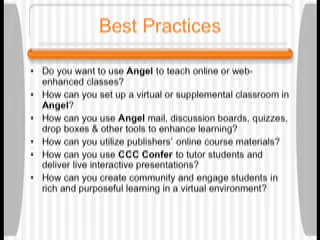 Best Practices
• Do you want to use Angel to teach online or web-
enhanced classes?
• How can you set up a virtual or supplemental classroom in
Angel?
• How can you use Angel mail, discussion boards, quizzes,
drop boxes & other tools to enhance learning?
• How can you utilize publishers' online course materials?
• How can you use CCC Confer to tutor students and
deliver live interactive presentations?
• How can you create community and engage students in
rich and purposeful learning in a virtual environment?